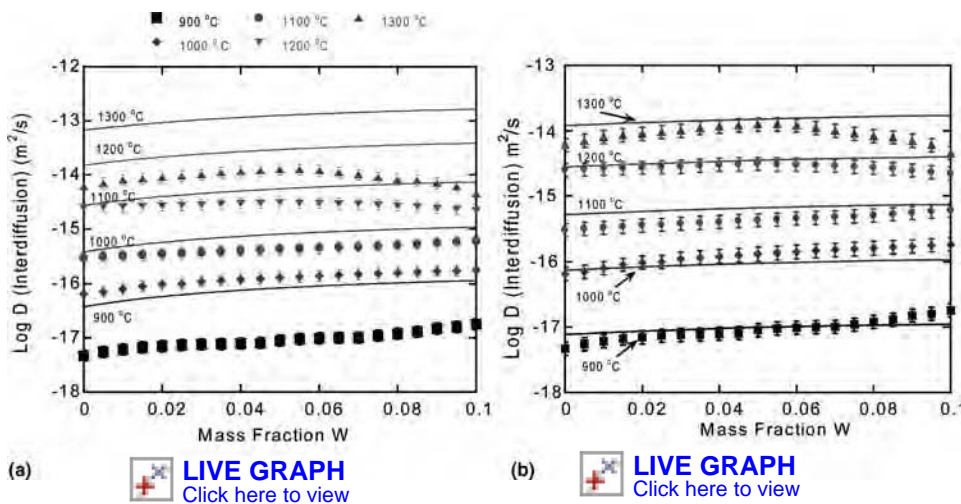 900 °C 1100 °C 1300 °C
1000 °C 1200 °C
-12
-13
-14
-15
-16
-17
-18
Log D (Interdiffusion) (m²/s)
1300 °C
1200 °C
1100 °C
1000 °C
900 °C
0 0.02 0.04 0.06 0.08 0.1
Mass Fraction W
(a)
LIVE GRAPH
Click here to view
-13
-14
-15
-16
-17
-18
Log D (Interdiffusion) m²/s
1300 °C
1200 °C
1100 °C
1000 °C
900 °C
0 0.02 0.04 0.06 0.08 0.1
Mass Fraction W
(b)
LIVE GRAPH
Click here to view